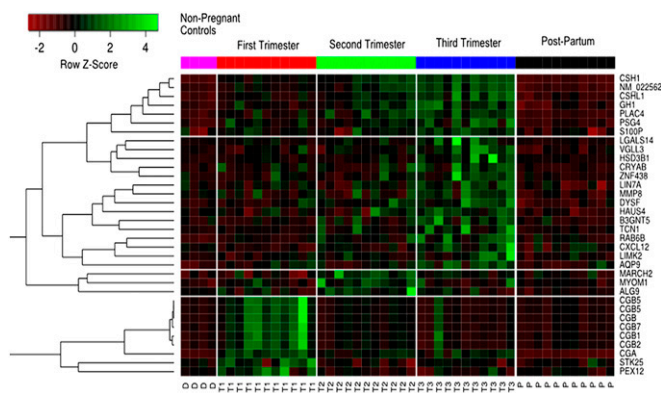 -2 0 2 4
Row Z-Score
Non-Pregnant
Controls
First Trimester
Second Trimester
Third Trimester
Post-Partum
CSH1
NM_022562
CSHL1
GH1
PLAC4
PSG4
S100P
LGALS14
VGLL3
HSD3B1
CRYAB
ZNF438
LIN7A
MMP8
DYSF
HAUS4
B3GNT5
TCN1
RAB6B
CXCL12
LIMK2
AQP9
MARCH2
MYOM1
ALG9
CGB5
CGB5
CGB
CGB7
CGB1
CGB2
CGA
STK25
PEX12
D D D D T1 T1 T1 T1 T1 T1 T1 T1 T1 T1 T1 T2 T2 T2 T2 T2 T2 T2 T2 T2 T2 T2 T3 T3 T3 T3 T3 T3 T3 T3 T3 T3 T3 P P P P P P P P P P P